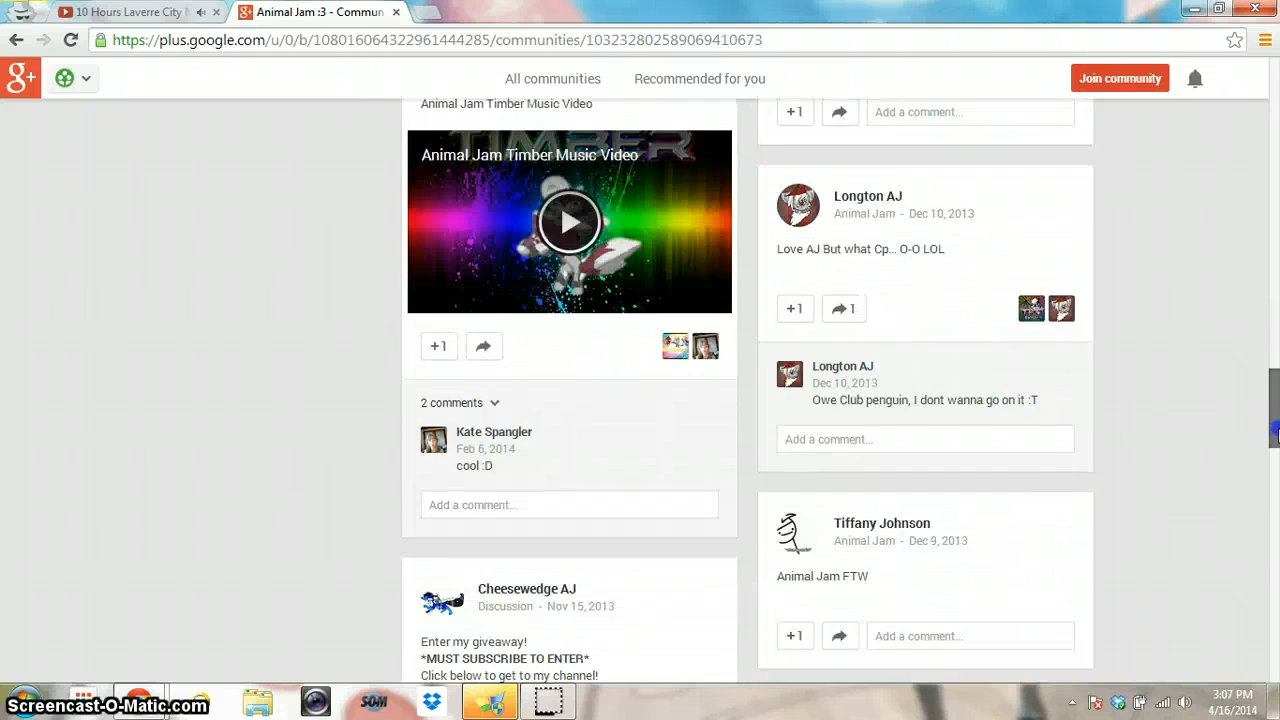 10 Hours Laverre City M
Animal Jam :3 - Commun
https://plus.google.com/u/0/b/108016064322961444285/communities/103232802589069410673
g+
All communities
Recommended for you
Join community
Animal Jam Timber Music Video
TIMBER
Animal Jam Timber Music Video
+1
2 comments
Kate Spangler
Feb 6, 2014
cool :D
Add a comment...
Cheesewedge AJ
Discussion - Nov 15, 2013
Enter my giveaway!
*MUST SUBSCRIBE TO ENTER*
Click below to get to my channel!
+1
Add a comment...
Longton AJ
Animal Jam - Dec 10, 2013
Love AJ But what Cp... O-O LOL
+1
1
Longton AJ
Dec 10, 2013
Owe Club penguin, I dont wanna go on it :T
Add a comment...
Tiffany Johnson
Animal Jam - Dec 9, 2013
Animal Jam FTW
+1
Add a comment...
Screencast-O-Matic.com
SOM
3:07 PM
4/16/2014